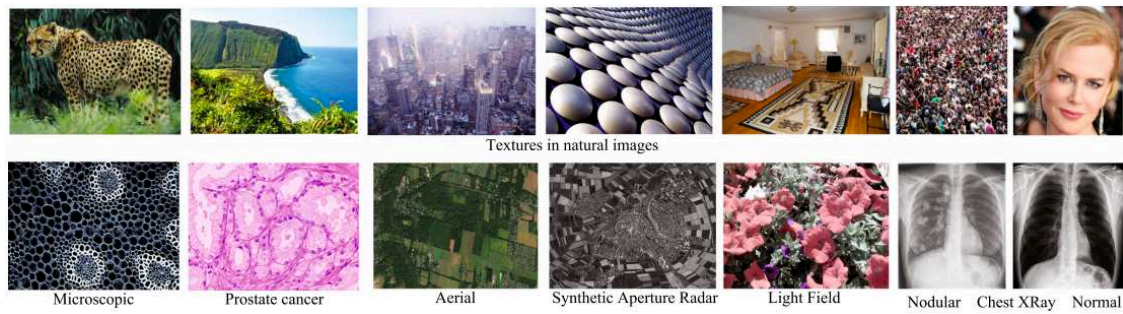 Textures in natural images
Microscopic
Prostate cancer
Aerial
Synthetic Aperture Radar
Light Field
Nodular Chest XRay Normal